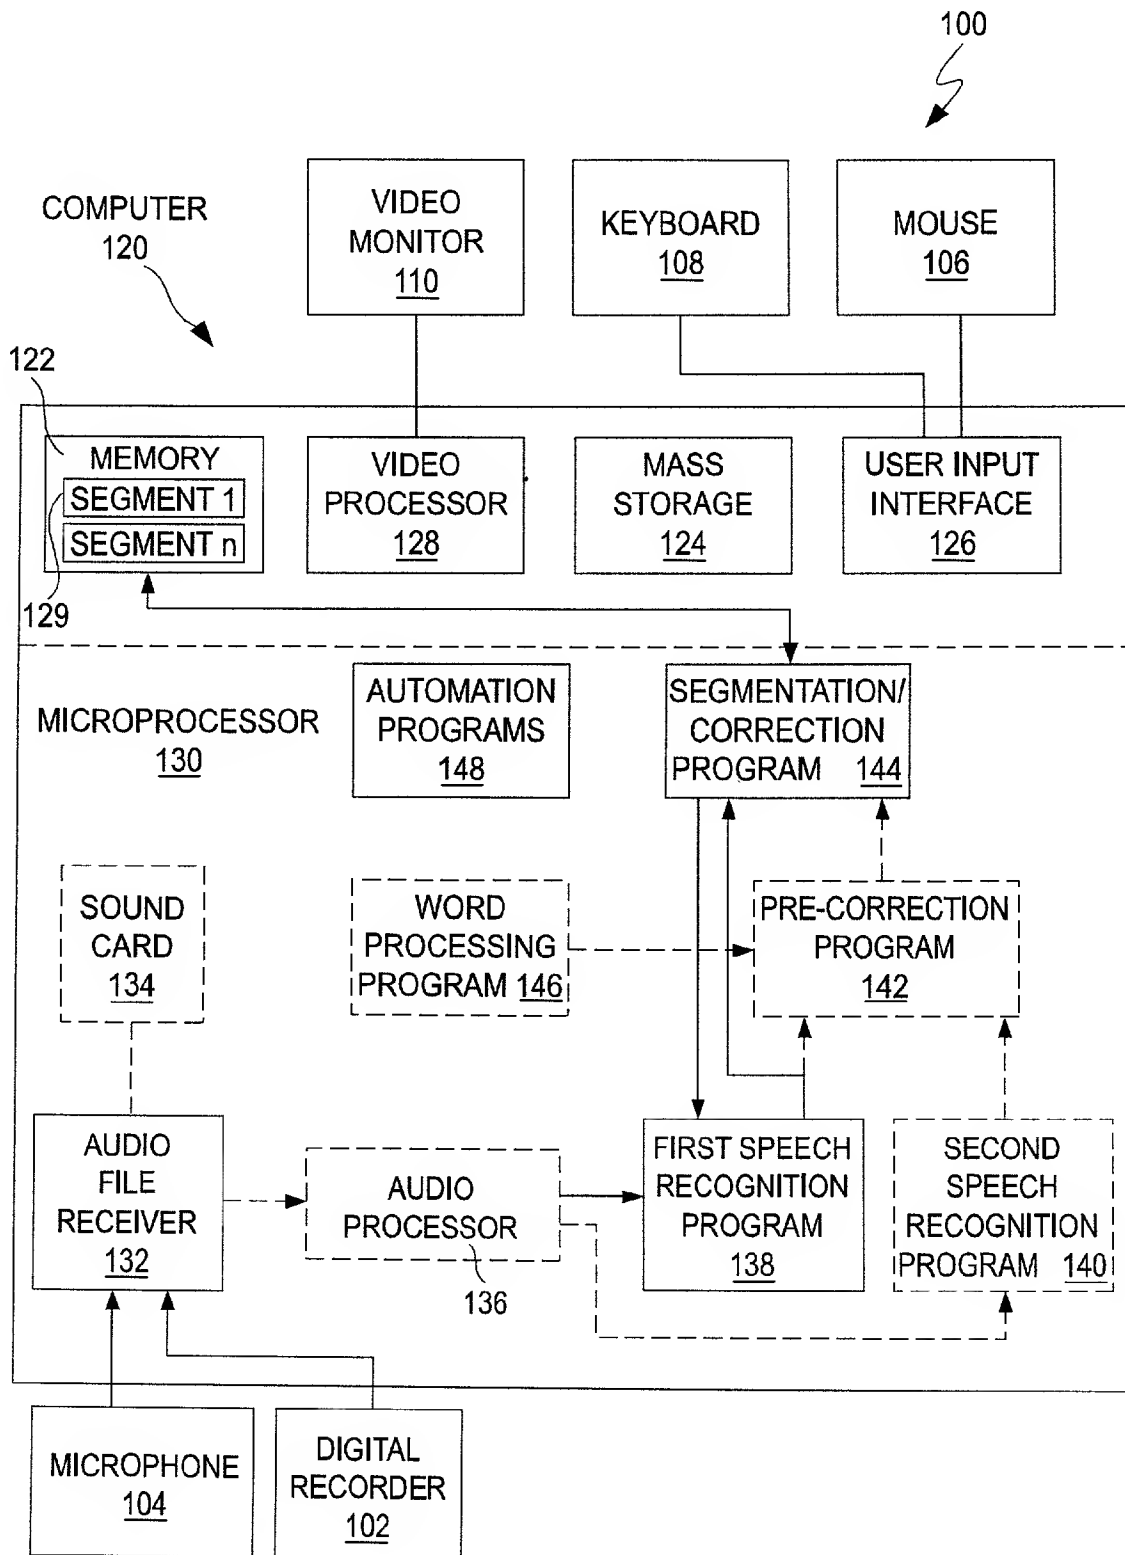 100
COMPUTER
120
VIDEO
MONITOR
110
KEYBOARD
108
MOUSE
106
122
MEMORY
SEGMENT 1
SEGMENT n
129
VIDEO
PROCESSOR
128
MASS
STORAGE
124
USER INPUT
INTERFACE
126
MICROPROCESSOR
130
AUTOMATION
PROGRAMS
148
SEGMENTATION/
CORRECTION
PROGRAM 144
SOUND
CARD
134
WORD
PROCESSING
PROGRAM 146
PRE-CORRECTION
PROGRAM
142
AUDIO
FILE
RECEIVER
132
AUDIO
PROCESSOR
136
FIRST SPEECH
RECOGNITION
PROGRAM
138
SECOND
SPEECH
RECOGNITION
PROGRAM 140
MICROPHONE
104
DIGITAL
RECORDER
102